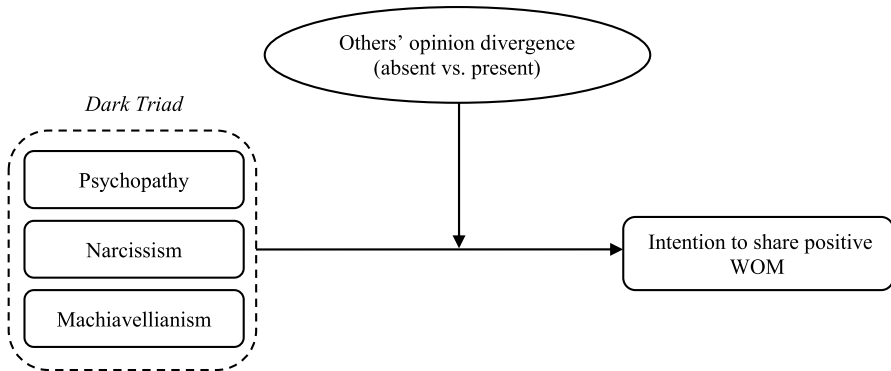 Others’ opinion divergence
(absent vs. present)
Dark Triad
Psychopathy
Narcissism
Machiavellianism
Intention to share positive
WOM